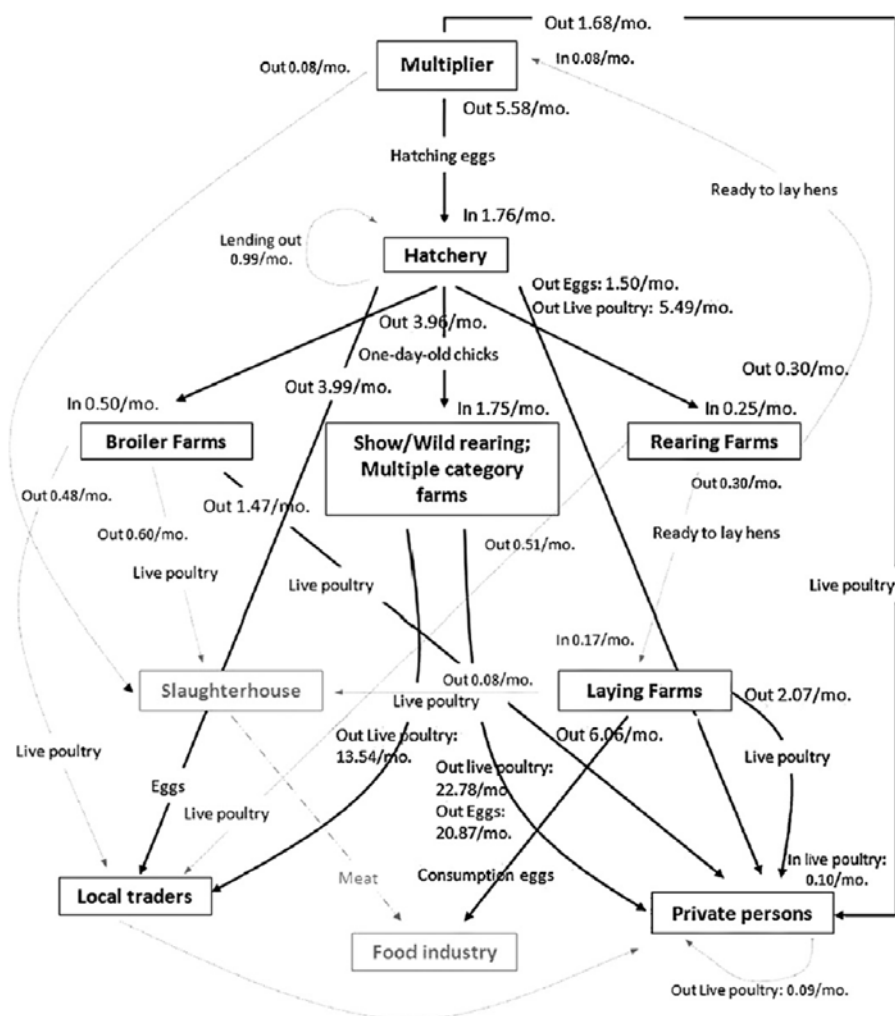 Out 1.68/mo.
Out 0.08/mo.
Multiplier
In 0.08/mo.
Out 5.58/mo.
Hatching eggs
Ready to lay hens
In 1.76/mo.
Lending out
0.99/mo.
Hatchery
Out Eggs: 1.50/mo.
Out Live poultry: 5.49/mo.
Out 3.96/mo.
One-day-old chicks
Out 3.99/mo.
Out 0.30/mo.
In 0.50/mo.
In 1.75/mo.
In 0.25/mo.
Broiler Farms
Show/Wild rearing;
Multiple category
farms
Rearing Farms
Out 0.48/mo.
Out 1.47/mo.
Out 0.30/mo.
Out 0.60/mo.
Out 0.51/mo.
Ready to lay hens
Live poultry
Live poultry
Live poultry
In 0.17/mo.
Slaughterhouse
Out 0.08/mo.
Laying Farms
Live poultry
Out 2.07/mo.
Out Live poultry:
13.54/mo.
Out 6.06/mo.
Live poultry
Live poultry
Out live poultry:
22.78/mo
Out Eggs:
20.87/mo.
Eggs
Live poultry
In live poultry:
0.10/mo.
Meat
Consumption eggs
Local traders
Private persons
Food industry
Out Live poultry: 0.09/mo.